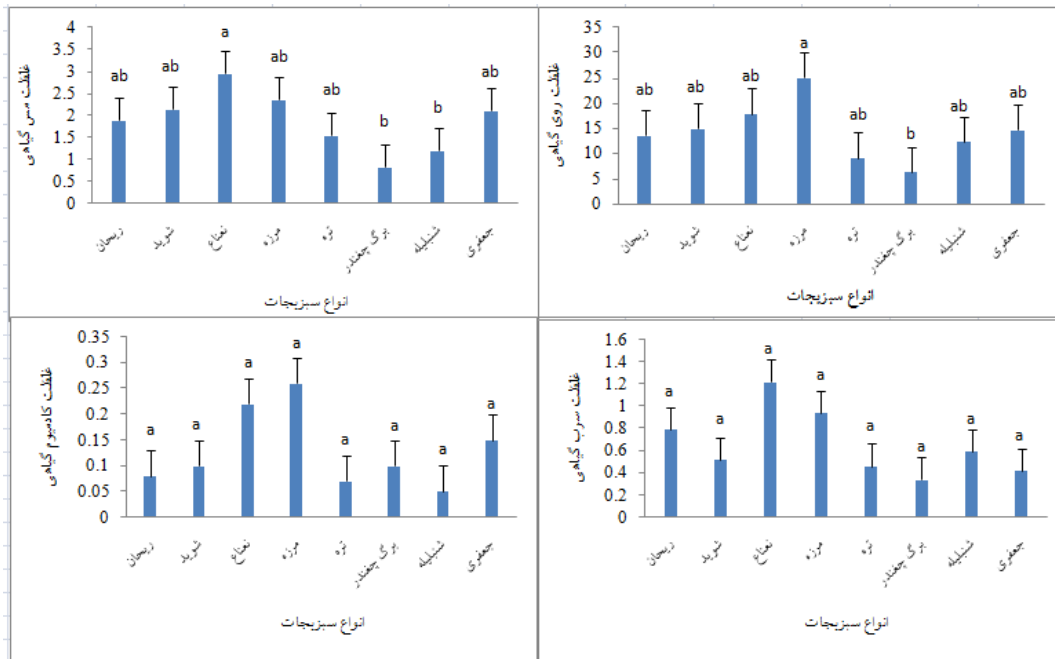 غلظت مس گیاهی
4
3.5
3
2.5
2
1.5
1
0.5
0
ab ab a ab ab b b ab
ریحان شوید نعناع مرزه تره برگ چغندر شنبلیله جعفری
انواع سبزیجات
غلظت روی گیاهی
35
30
25
20
15
10
5
0
ab ab ab a ab b ab ab
ریحان شوید نعناع مرزه تره برگ چغندر شنبلیله جعفری
انواع سبزیجات
غلظت کادمیوم گیاهی
0.35
0.3
0.25
0.2
0.15
0.1
0.05
0
a a a a a a a a
ریحان شوید نعناع مرزه تره برگ چغندر شنبلیله جعفری
انواع سبزیجات
غلظت سرب گیاهی
1.6
1.4
1.2
1
0.8
0.6
0.4
0.2
0
a a a a a a a a
ریحان شوید نعناع مرزه تره برگ چغندر شنبلیله جعفری
انواع سبزیجات